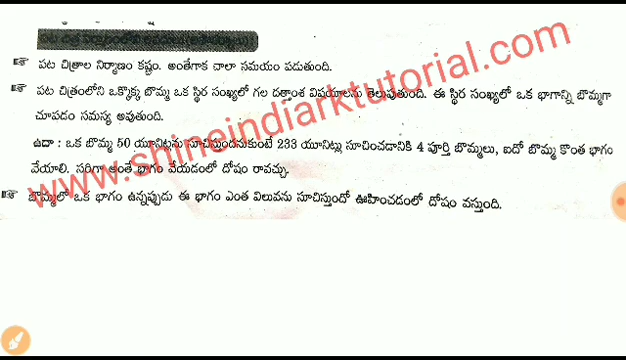 పట చిత్రాల నిర్మాణం కష్టం. అంతేగాక చాలా సమయం పడుతుంది.
పట చిత్రంలోని ఒక్కొక్క బొమ్మ ఒక స్థిర సంఖ్యలో గల దత్తాంశ విషయాలను తెలుపుతుంది. ఈ స్థిర సంఖ్యలో ఒక భాగాన్ని బొమ్మగా
చూపడం సమస్య అవుతుంది.
ఉదా : ఒక బొమ్మ 50 యూనిట్లను సూచిస్తుందనుకుంటే 233 యూనిట్లు సూచించడానికి 4 పూర్తి బొమ్మలు, ఐదో బొమ్మ కొంత భాగం
వేయాలి. సరిగా అంతే భాగం వేయడంలో దోషం రావచ్చు.
బొమ్మలో ఒక భాగం ఉన్నప్పుడు ఈ భాగం ఎంత విలువను సూచిస్తుందో ఊహించడంలో దోషం వస్తుంది.
www.shineindiarktutorial.com